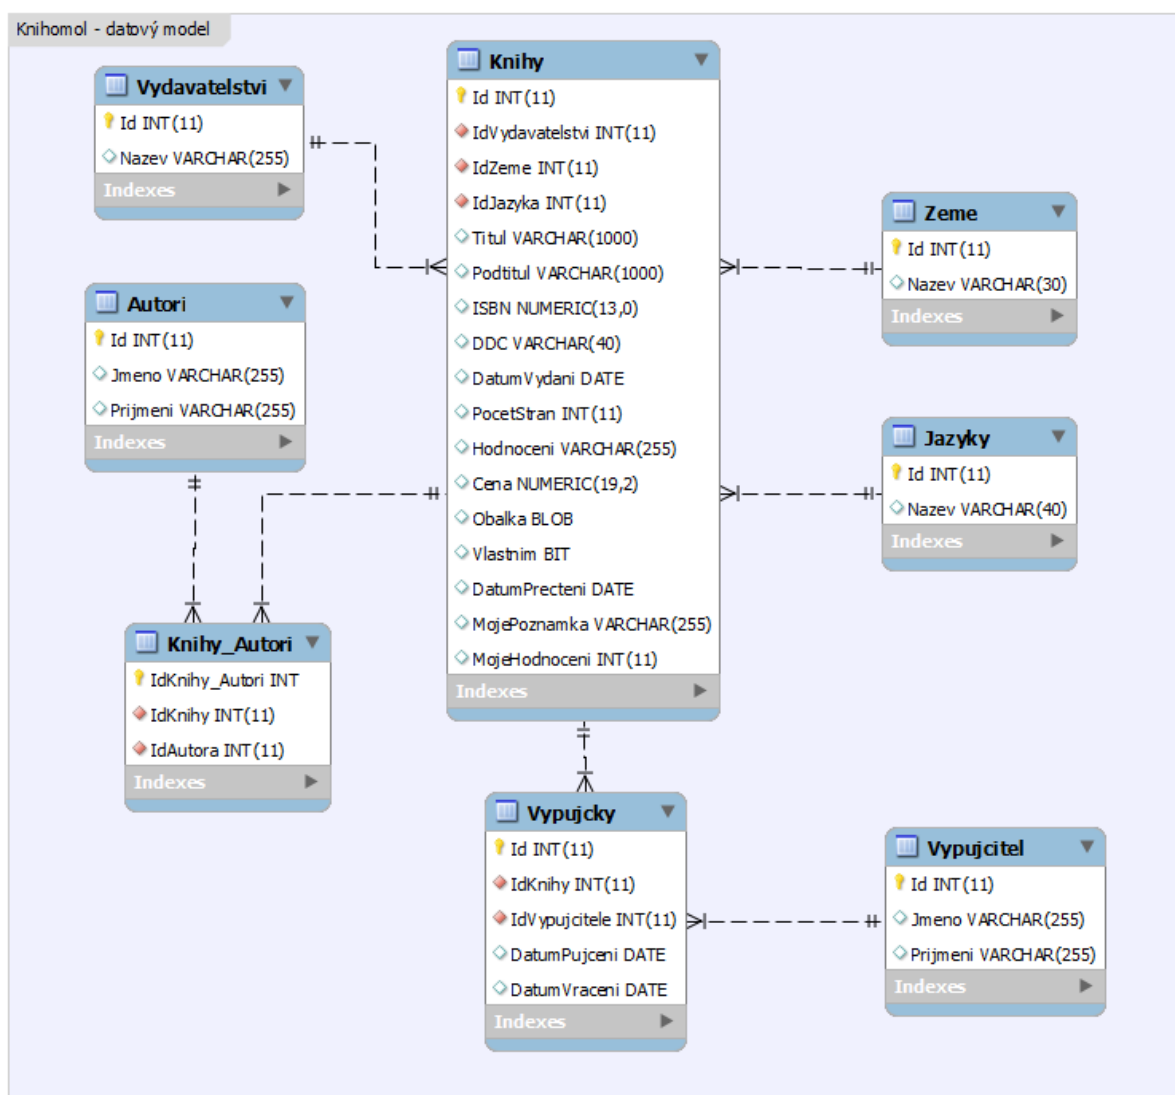 Knihomol - datový model
Vydavatelstvi
Id INT(11)
Nazev VARCHAR(255)
Indexes
Autori
Id INT(11)
Jmeno VARCHAR(255)
Prijmeni VARCHAR(255)
Indexes
Knihy_Autori
IdKnihy_Autori INT
IdKnihy INT(11)
IdAutora INT(11)
Indexes
Knihy
Id INT(11)
IdVydavatelstvi INT(11)
IdZeme INT(11)
IdJazyka INT(11)
Titul VARCHAR(1000)
Podtitul VARCHAR(1000)
ISBN NUMERIC(13,0)
DDC VARCHAR(40)
DatumVydani DATE
PocetStran INT(11)
Hodnoceni VARCHAR(255)
Cena NUMERIC(19,2)
Obalka BLOB
Vlastnim BIT
DatumPrecteni DATE
MojePoznamka VARCHAR(255)
MojeHodnoceni INT(11)
Indexes
Zeme
Id INT(11)
Nazev VARCHAR(30)
Indexes
Jazyky
Id INT(11)
Nazev VARCHAR(40)
Indexes
Vypujcky
Id INT(11)
IdKnihy INT(11)
IdVypujcitele INT(11)
DatumPujceni DATE
DatumVraceni DATE
Indexes
Vypujcitel
Id INT(11)
Jmeno VARCHAR(255)
Prijmeni VARCHAR(255)
Indexes